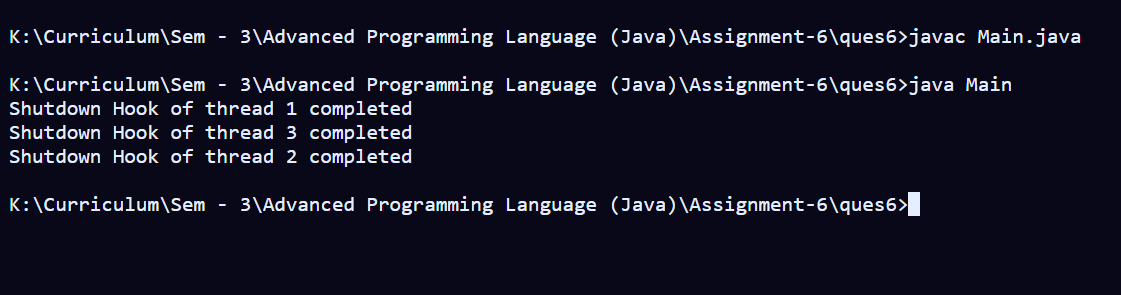 K:\Curriculum\Sem - 3\Advanced Programming Language (Java)\Assignment-6\ques6>javac Main.java
K:\Curriculum\Sem - 3\Advanced Programming Language (Java)\Assignment-6\ques6>java Main
Shutdown Hook of thread 1 completed
Shutdown Hook of thread 3 completed
Shutdown Hook of thread 2 completed
K:\Curriculum\Sem - 3\Advanced Programming Language (Java)\Assignment-6\ques6>